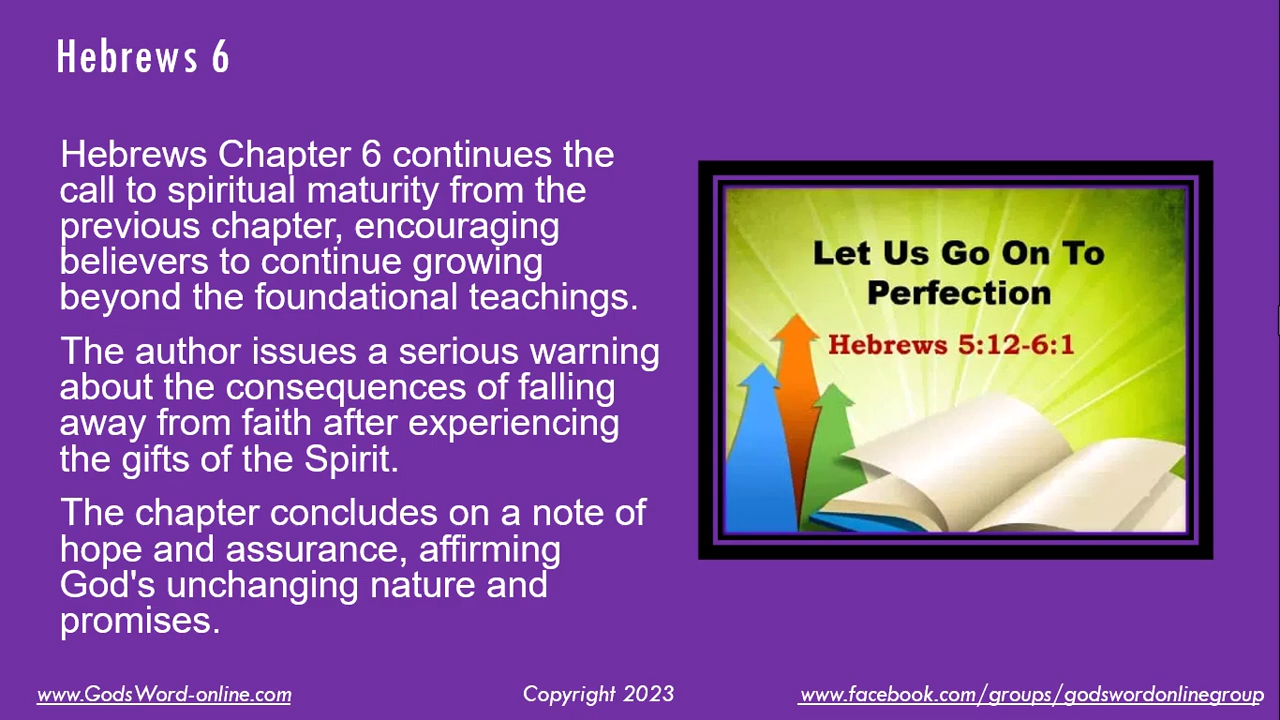 Hebrews 6
Hebrews Chapter 6 continues the
call to spiritual maturity from the
previous chapter, encouraging
believers to continue growing
beyond the foundational teachings.
The author issues a serious warning
about the consequences of falling
away from faith after experiencing
the gifts of the Spirit.
The chapter concludes on a note of
hope and assurance, affirming
God's unchanging nature and
promises.
Let Us Go On To
Perfection
Hebrews 5:12-6:1
www.GodsWord-online.com
Copyright 2023
www.facebook.com/groups/godswordonlinegroup